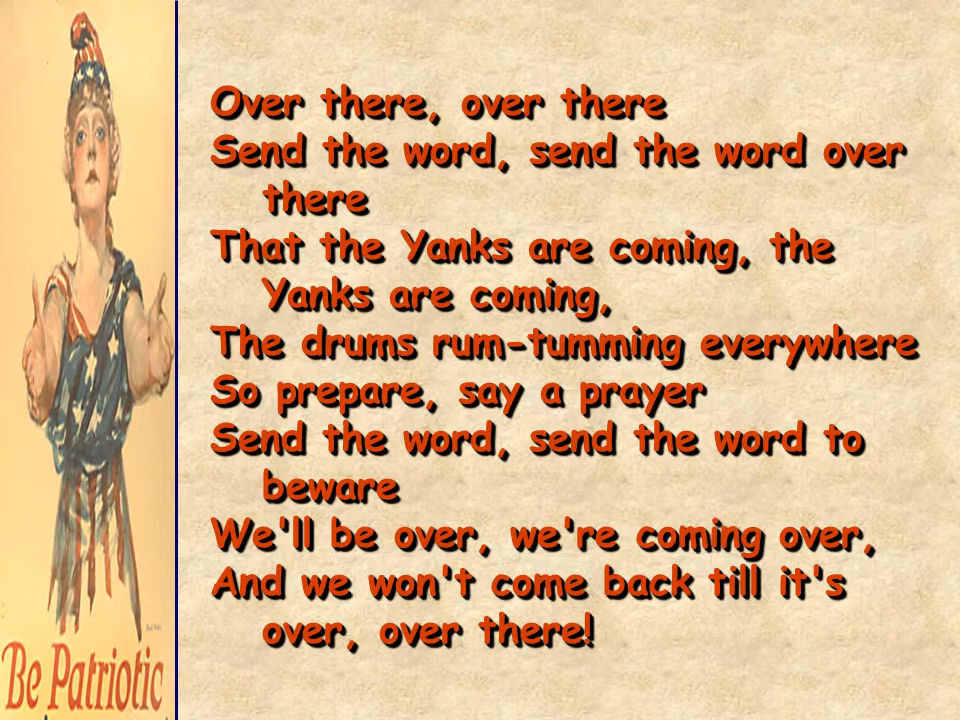 Over there, over there
Send the word, send the word over
there
That the Yanks are coming, the
Yanks are coming,
The drums rum-tumming everywhere
So prepare, say a prayer
Send the word, send the word to
beware
We'll be over, we're coming over,
And we won't come back till it's
over, over there!
Be Patriotic